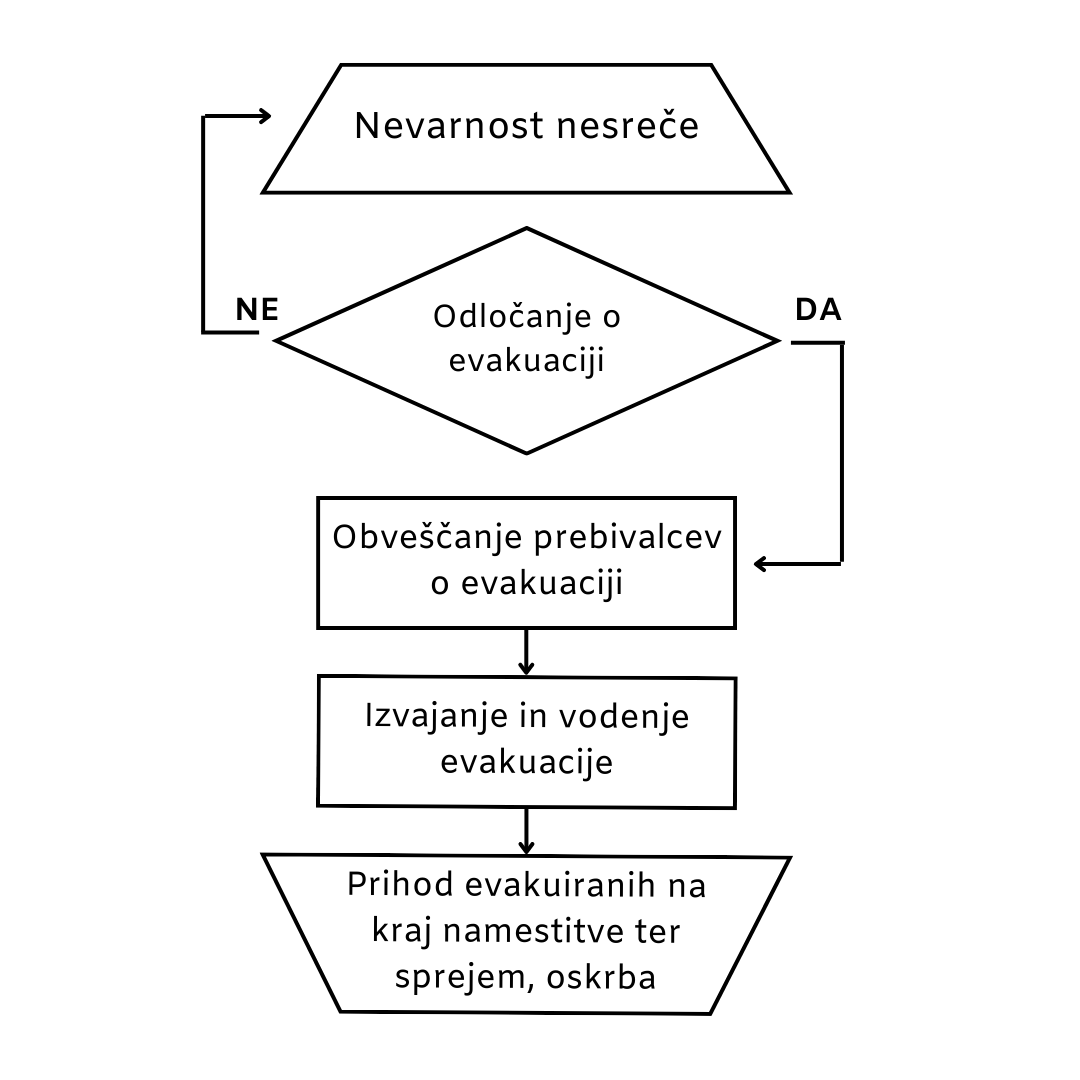 Nevarnost nesreče
NE
DA
Odločanje o
evakuaciji
Obveščanje prebivalcev
o evakuaciji
Izvajanje in vodenje
evakuacije
Prihod evakuiranih na
kraj namestitve ter
sprejem, oskrba